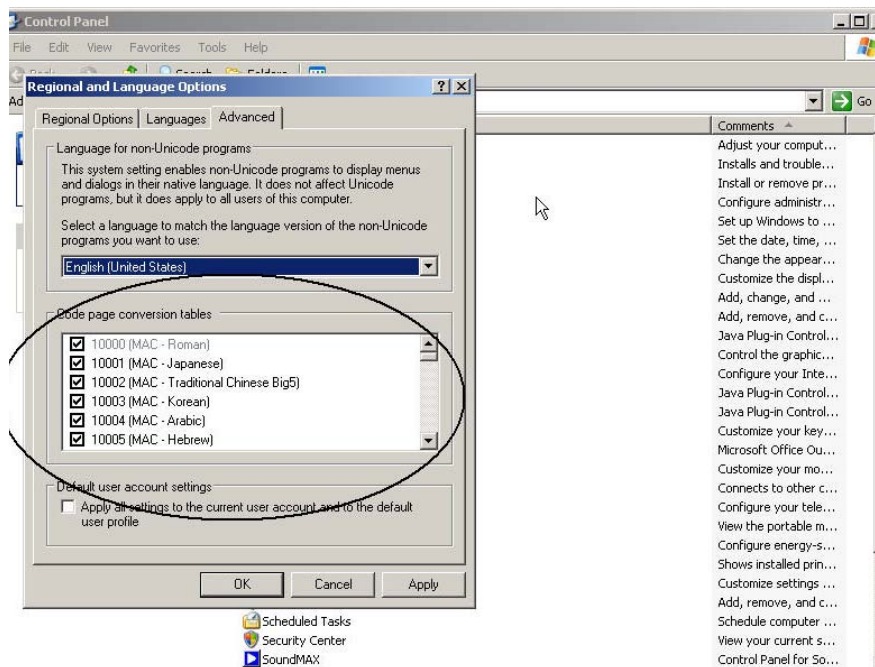 Control Panel
File Edit View Favorites Tools Help
Search Folders
Regional and Language Options
Go
Regional Options Languages Advanced
Comments
Language for non-Unicode programs
This system setting enables non-Unicode programs to display menus
and dialogs in their native language. It does not affect Unicode
programs, but it does apply to all users of this computer.
Select a language to match the language version of the non-Unicode
programs you want to use:
English (United States)
Code page conversion tables
10000 (MAC - Roman)
10001 (MAC - Japanese)
10002 (MAC - Traditional Chinese Big5)
10003 (MAC - Korean)
10004 (MAC - Arabic)
10005 (MAC - Hebrew)
Default user account settings
Apply all settings to the current user account and to the default
user profile
OK Cancel Apply
Adjust your comput...
Installs and trouble...
Install or remove pr...
Configure administr...
Set up Windows to ...
Set the date, time, ...
Change the appear...
Customize the displ...
Add, change, and ...
Add, remove, and c...
Java Plug-in Control...
Control the graphic...
Configure your Inte...
Java Plug-in Control...
Java Plug-in Control...
Customize your key...
Microsoft Office Ou...
Customize your mo...
Connects to other c...
Configure your tele...
View the portable m...
Configure energy-s...
Shows installed prin...
Customize settings ...
Add, remove, and c...
Scheduled Tasks Schedule computer ...
Security Center View your current s...
SoundMAX Control Panel for So...